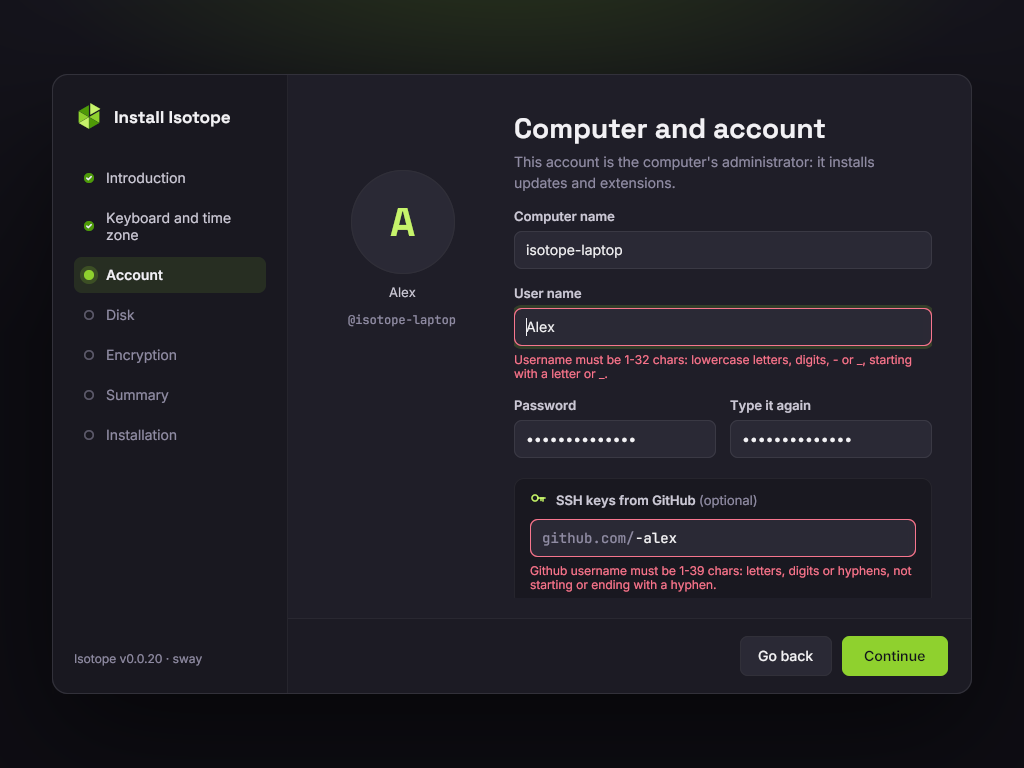 Install Isotope
Introduction
Keyboard and time
zone
Account
Disk
Encryption
Summary
Installation
Isotope v0.0.20 · sway
A
Alex
@isotope-laptop
Computer and account
This account is the computer's administrator: it installs
updates and extensions.
Computer name
isotope-laptop
User name
Alex
Username must be 1-32 chars: lowercase letters, digits, - or _, starting
with a letter or _.
Password
Type it again
••••••••••••••
••••••••••••••
SSH keys from GitHub (optional)
github.com/-alex
Github username must be 1-39 chars: letters, digits or hyphens, not
starting or ending with a hyphen.
Go back
Continue